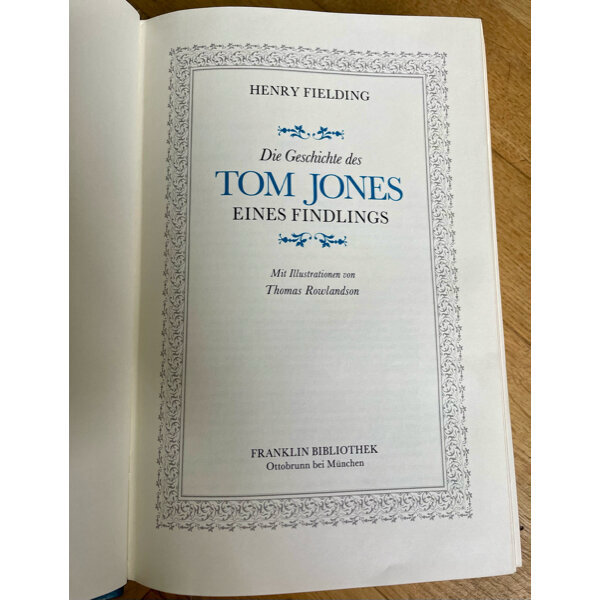 HENRY FIELDING
Die Geschichte des
TOM JONES
EINES FINDLINGS
Mit Illustrationen von
Thomas Rowlandson
FRANKLIN BIBLIOTHEK
Ottobrunn bei München